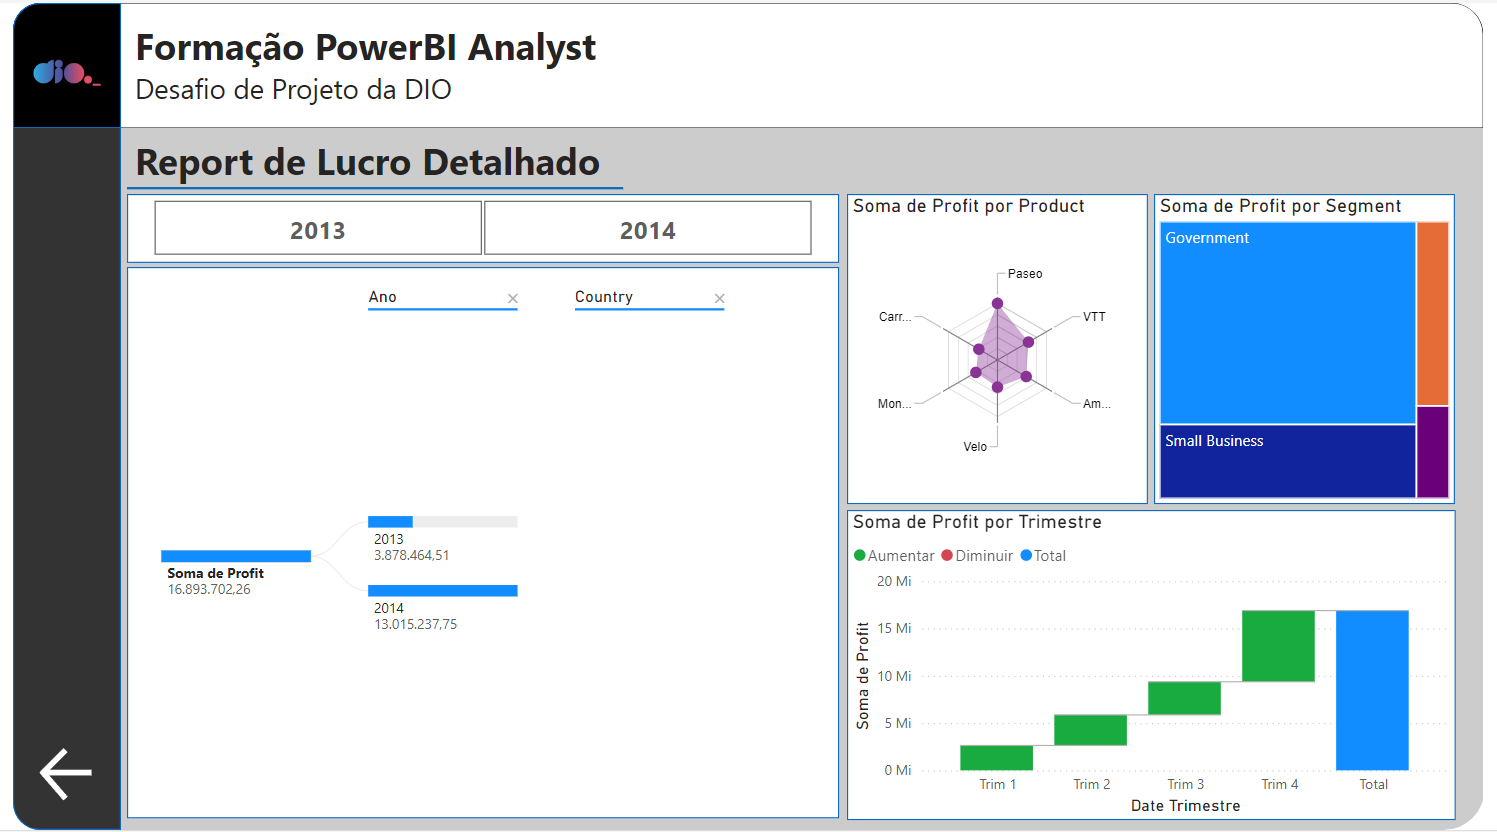 dio._
Formação PowerBI Analyst
Desafio de Projeto da DIO
Report de Lucro Detalhado
2013
2014
Ano
Country
Soma de Profit
16.893.702,26
2013
3.878.464,51
2014
13.015.237,75
Soma de Profit por Product
Paseo
VTT
Am...
Velo
Mon...
Carr...
Soma de Profit por Segment
Government
Small Business
Soma de Profit por Trimestre
Aumentar Diminuir Total
20 Mi
15 Mi
10 Mi
5 Mi
0 Mi
Soma de Profit
Trim 1 Trim 2 Trim 3 Trim 4 Total
Date Trimestre